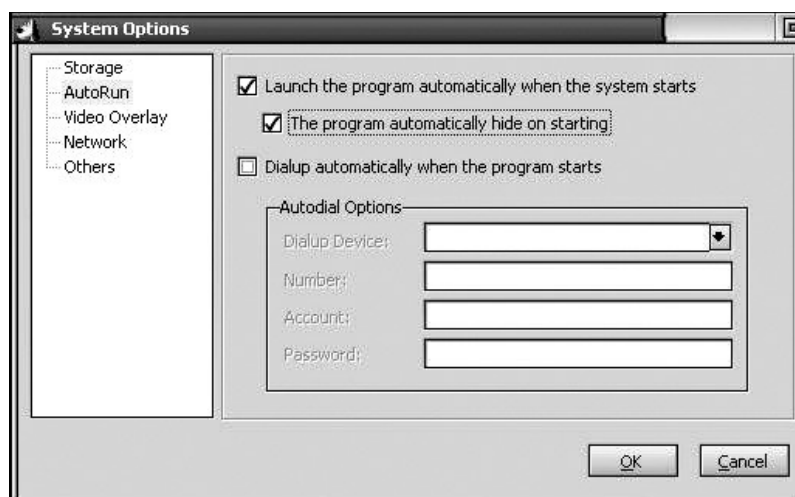 System Options
Storage
AutoRun
Video Overlay
Network
Others
Launch the program automatically when the system starts
The program automatically hide on starting
Dialup automatically when the program starts
Autodial Options
Dialup Device:
Number:
Account:
Password:
OK
Cancel